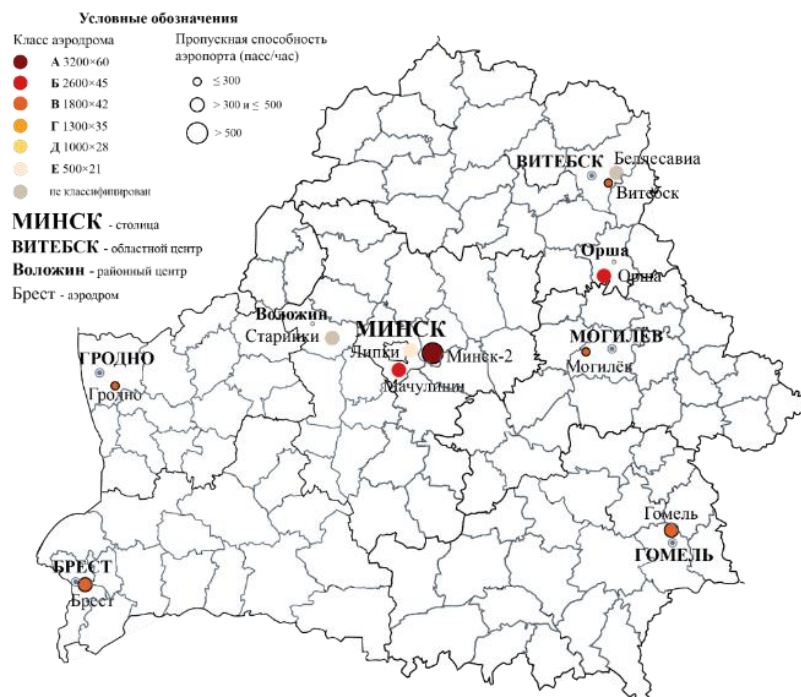 Условные обозначения
Класс аэродрома
А 3200×60
Б 2600×45
В 1800×42
Г 1300×35
Д 1000×28
Е 500×21
не классифицирован
Пропускная способность
аэропорта (пасс/час)
≤ 300
> 300 и ≤ 500
> 500
МИНСК - столица
ВИТЕБСК - областной центр
Воложин - районный центр
Брест - аэродром
ВИТЕБСК
Беллесавиа
Витебск
Орша
Орша
Воложин
Старинки
МИНСК
Липки
Минск-2
Мачулищи
МОГИЛЕВ
Могилёв
ГРОДНО
Гродно
Гомель
ГОМЕЛЬ
БРЕСТ
Брест